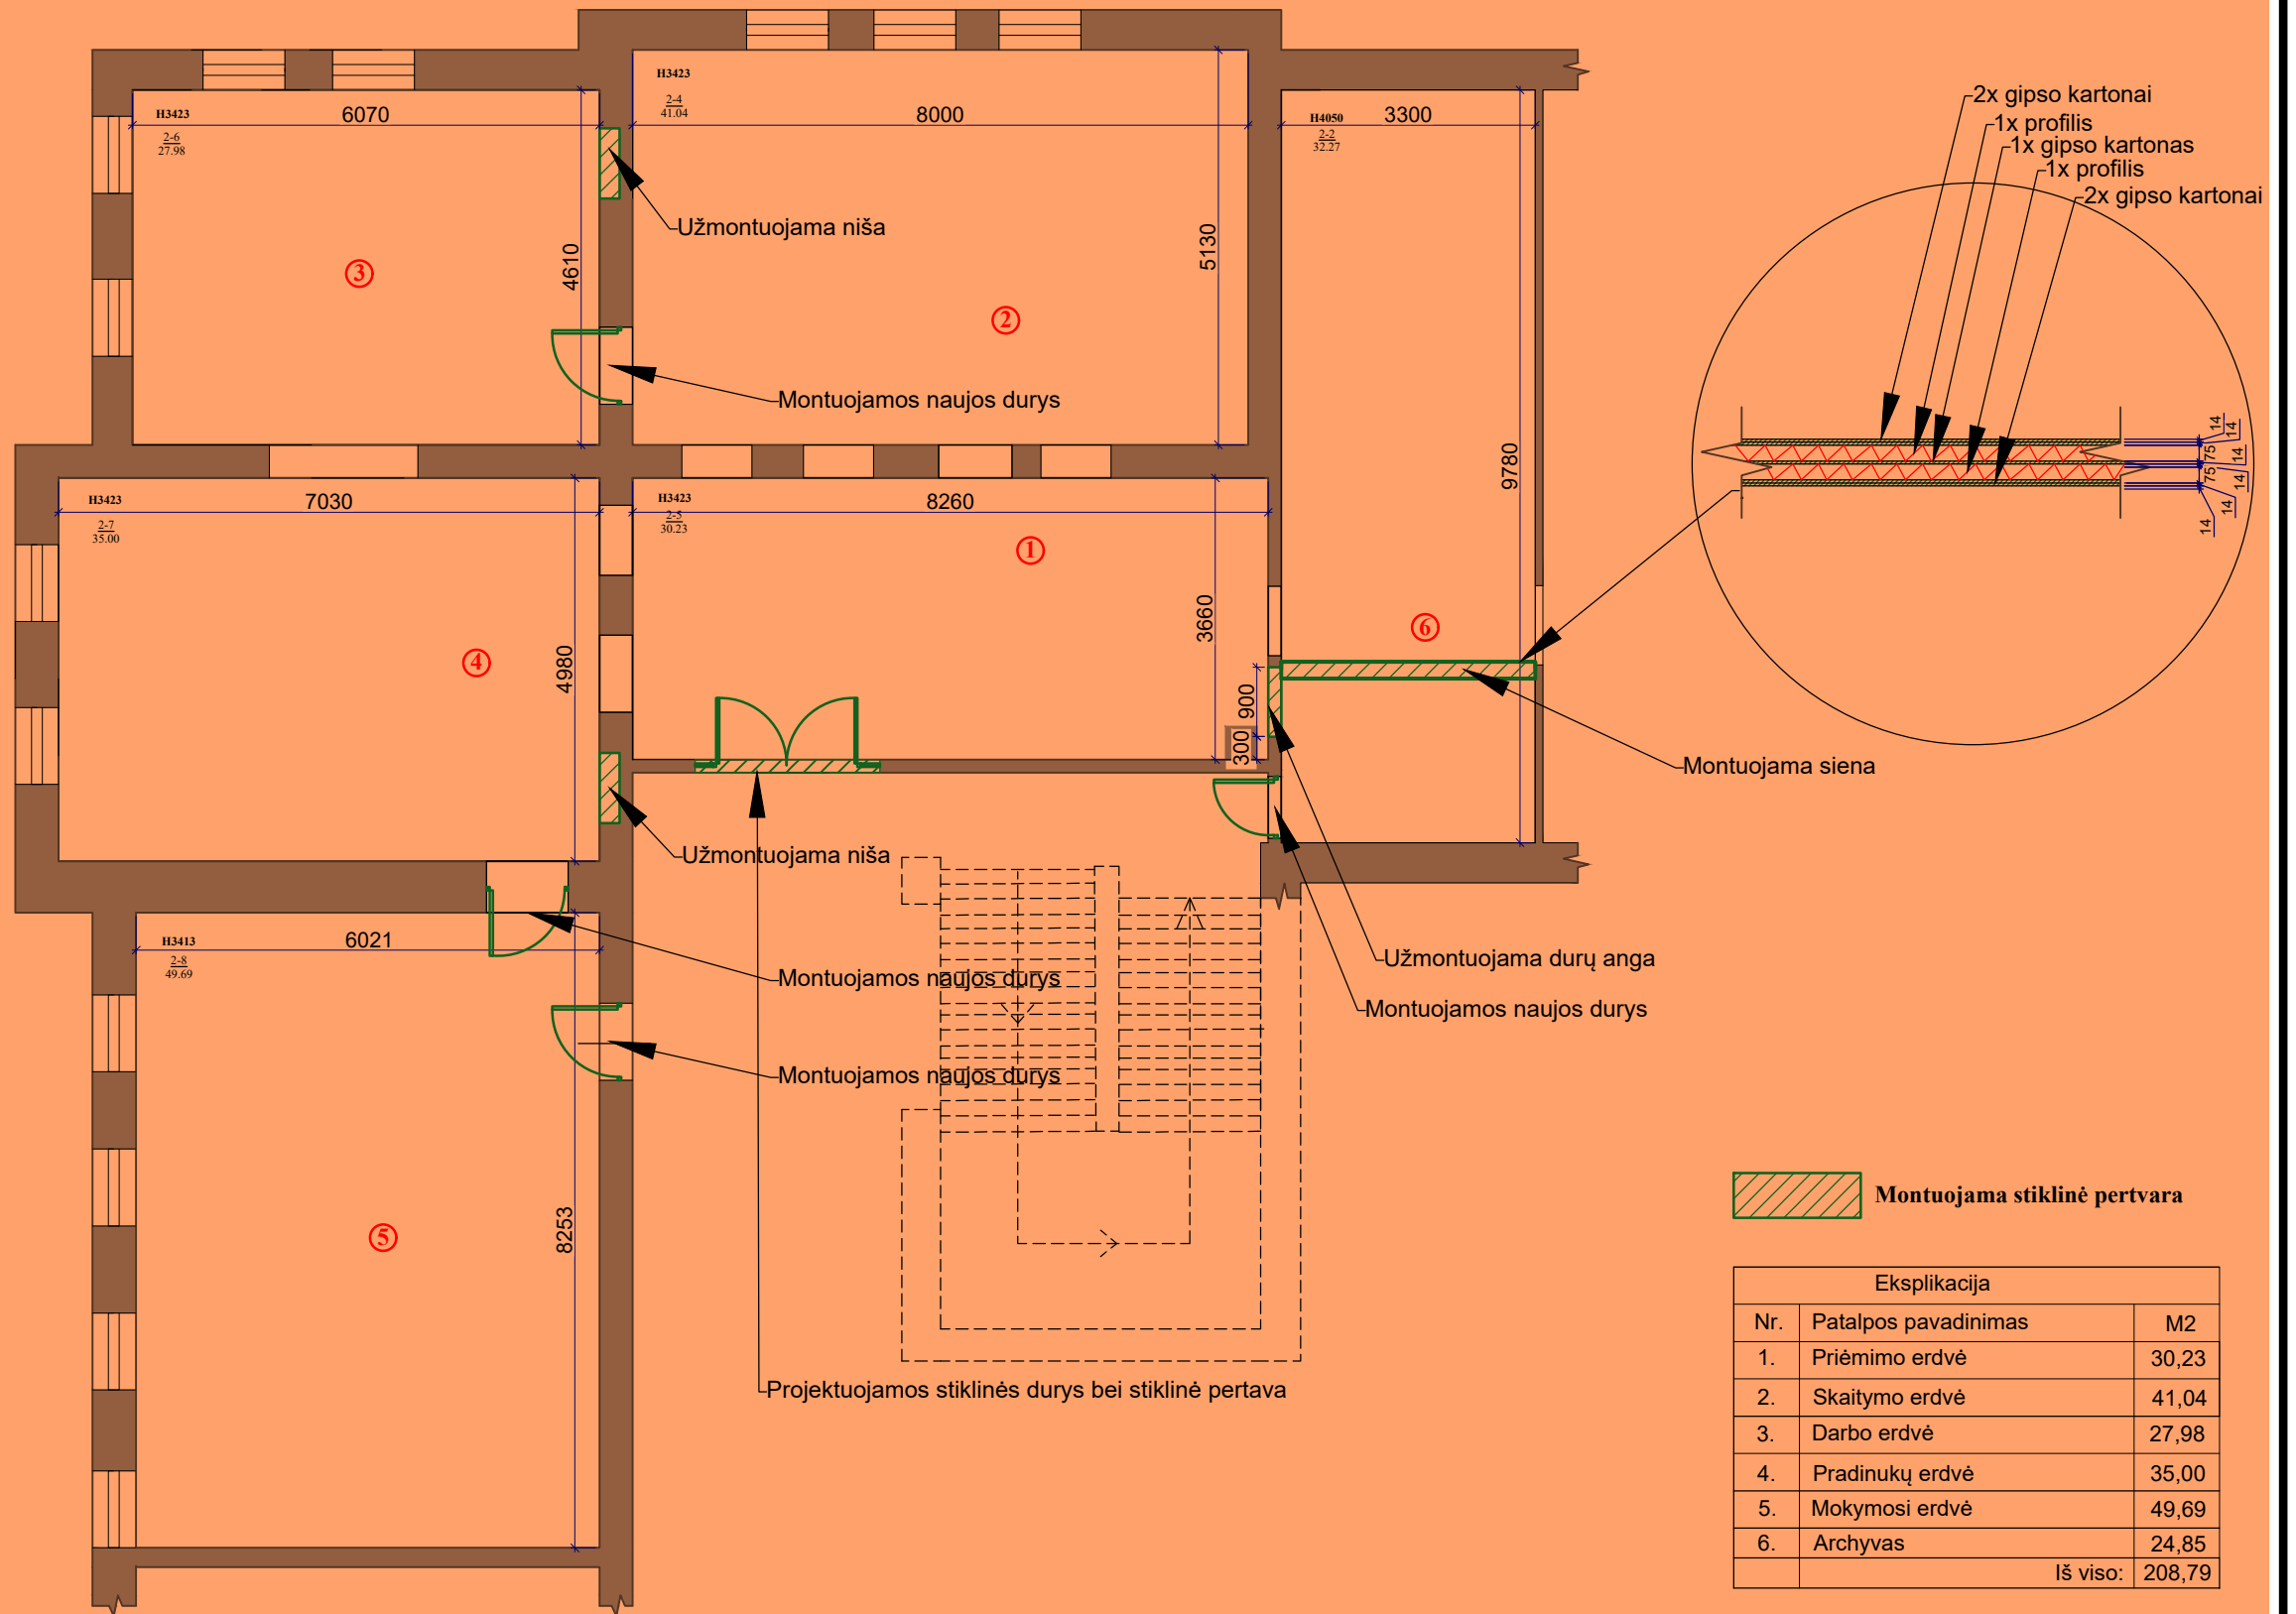 H3423
2-6
27.98
6070
4610
3
H3423
2-4
41.04
8000
5130
2
Užmontuojama niša
Montuojamos naujos durys
H4050
2-2
32.27
3300
9780
6
2x gipso kartonai
1x profilis
1x gipso kartonas
1x profilis
2x gipso kartonai
14
14
75
14
75
14
14
14
H3423
2-7
35.00
7030
4980
4
H3423
2-5
30.23
8260
3660
1
900
300
Montuojama siena
Užmontuojama niša
H3413
2-8
49.69
6021
8253
5
Montuojamos naujos durys
Montuojamos naujos durys
Užmontuojama durų anga
Montuojamos naujos durys
Projektuojamos stiklinės durys bei stiklinė pertava
Montuojama stiklinė pertvara
Eksplikacija
Nr. Patalpos pavadinimas M2
1. Priėmimo erdvė 30,23
2. Skaitymo erdvė 41,04
3. Darbo erdvė 27,98
4. Pradinukų erdvė 35,00
5. Mokymosi erdvė 49,69
6. Archyvas 24,85
Iš viso: 208,79